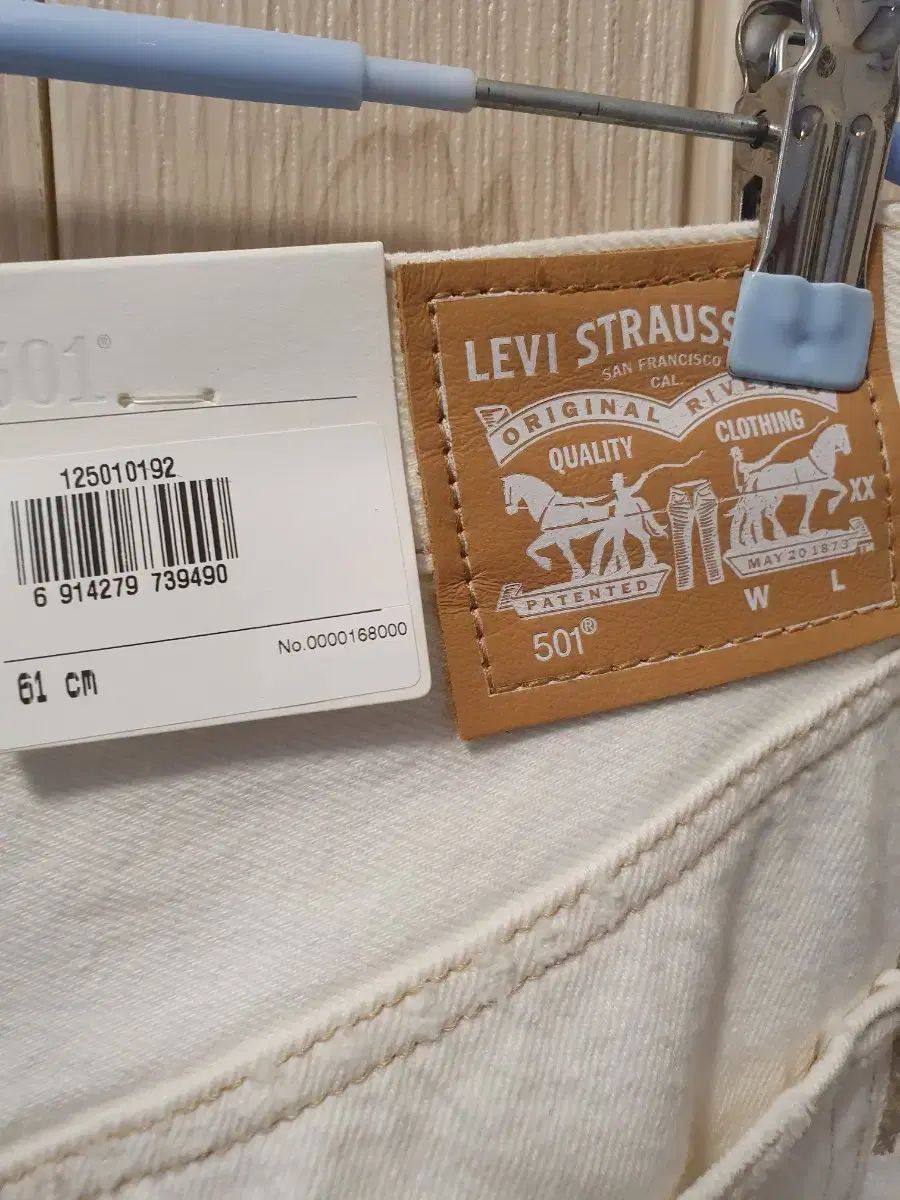 501®
125010192
6 914279 739490
No.0000168000
61 cm
LEVI STRAUSS
SAN FRANCISCO
CAL.
ORIGINAL
QUALITY CLOTHING
XX
PATENTED
MAY 20 1873
TM
W L
501®